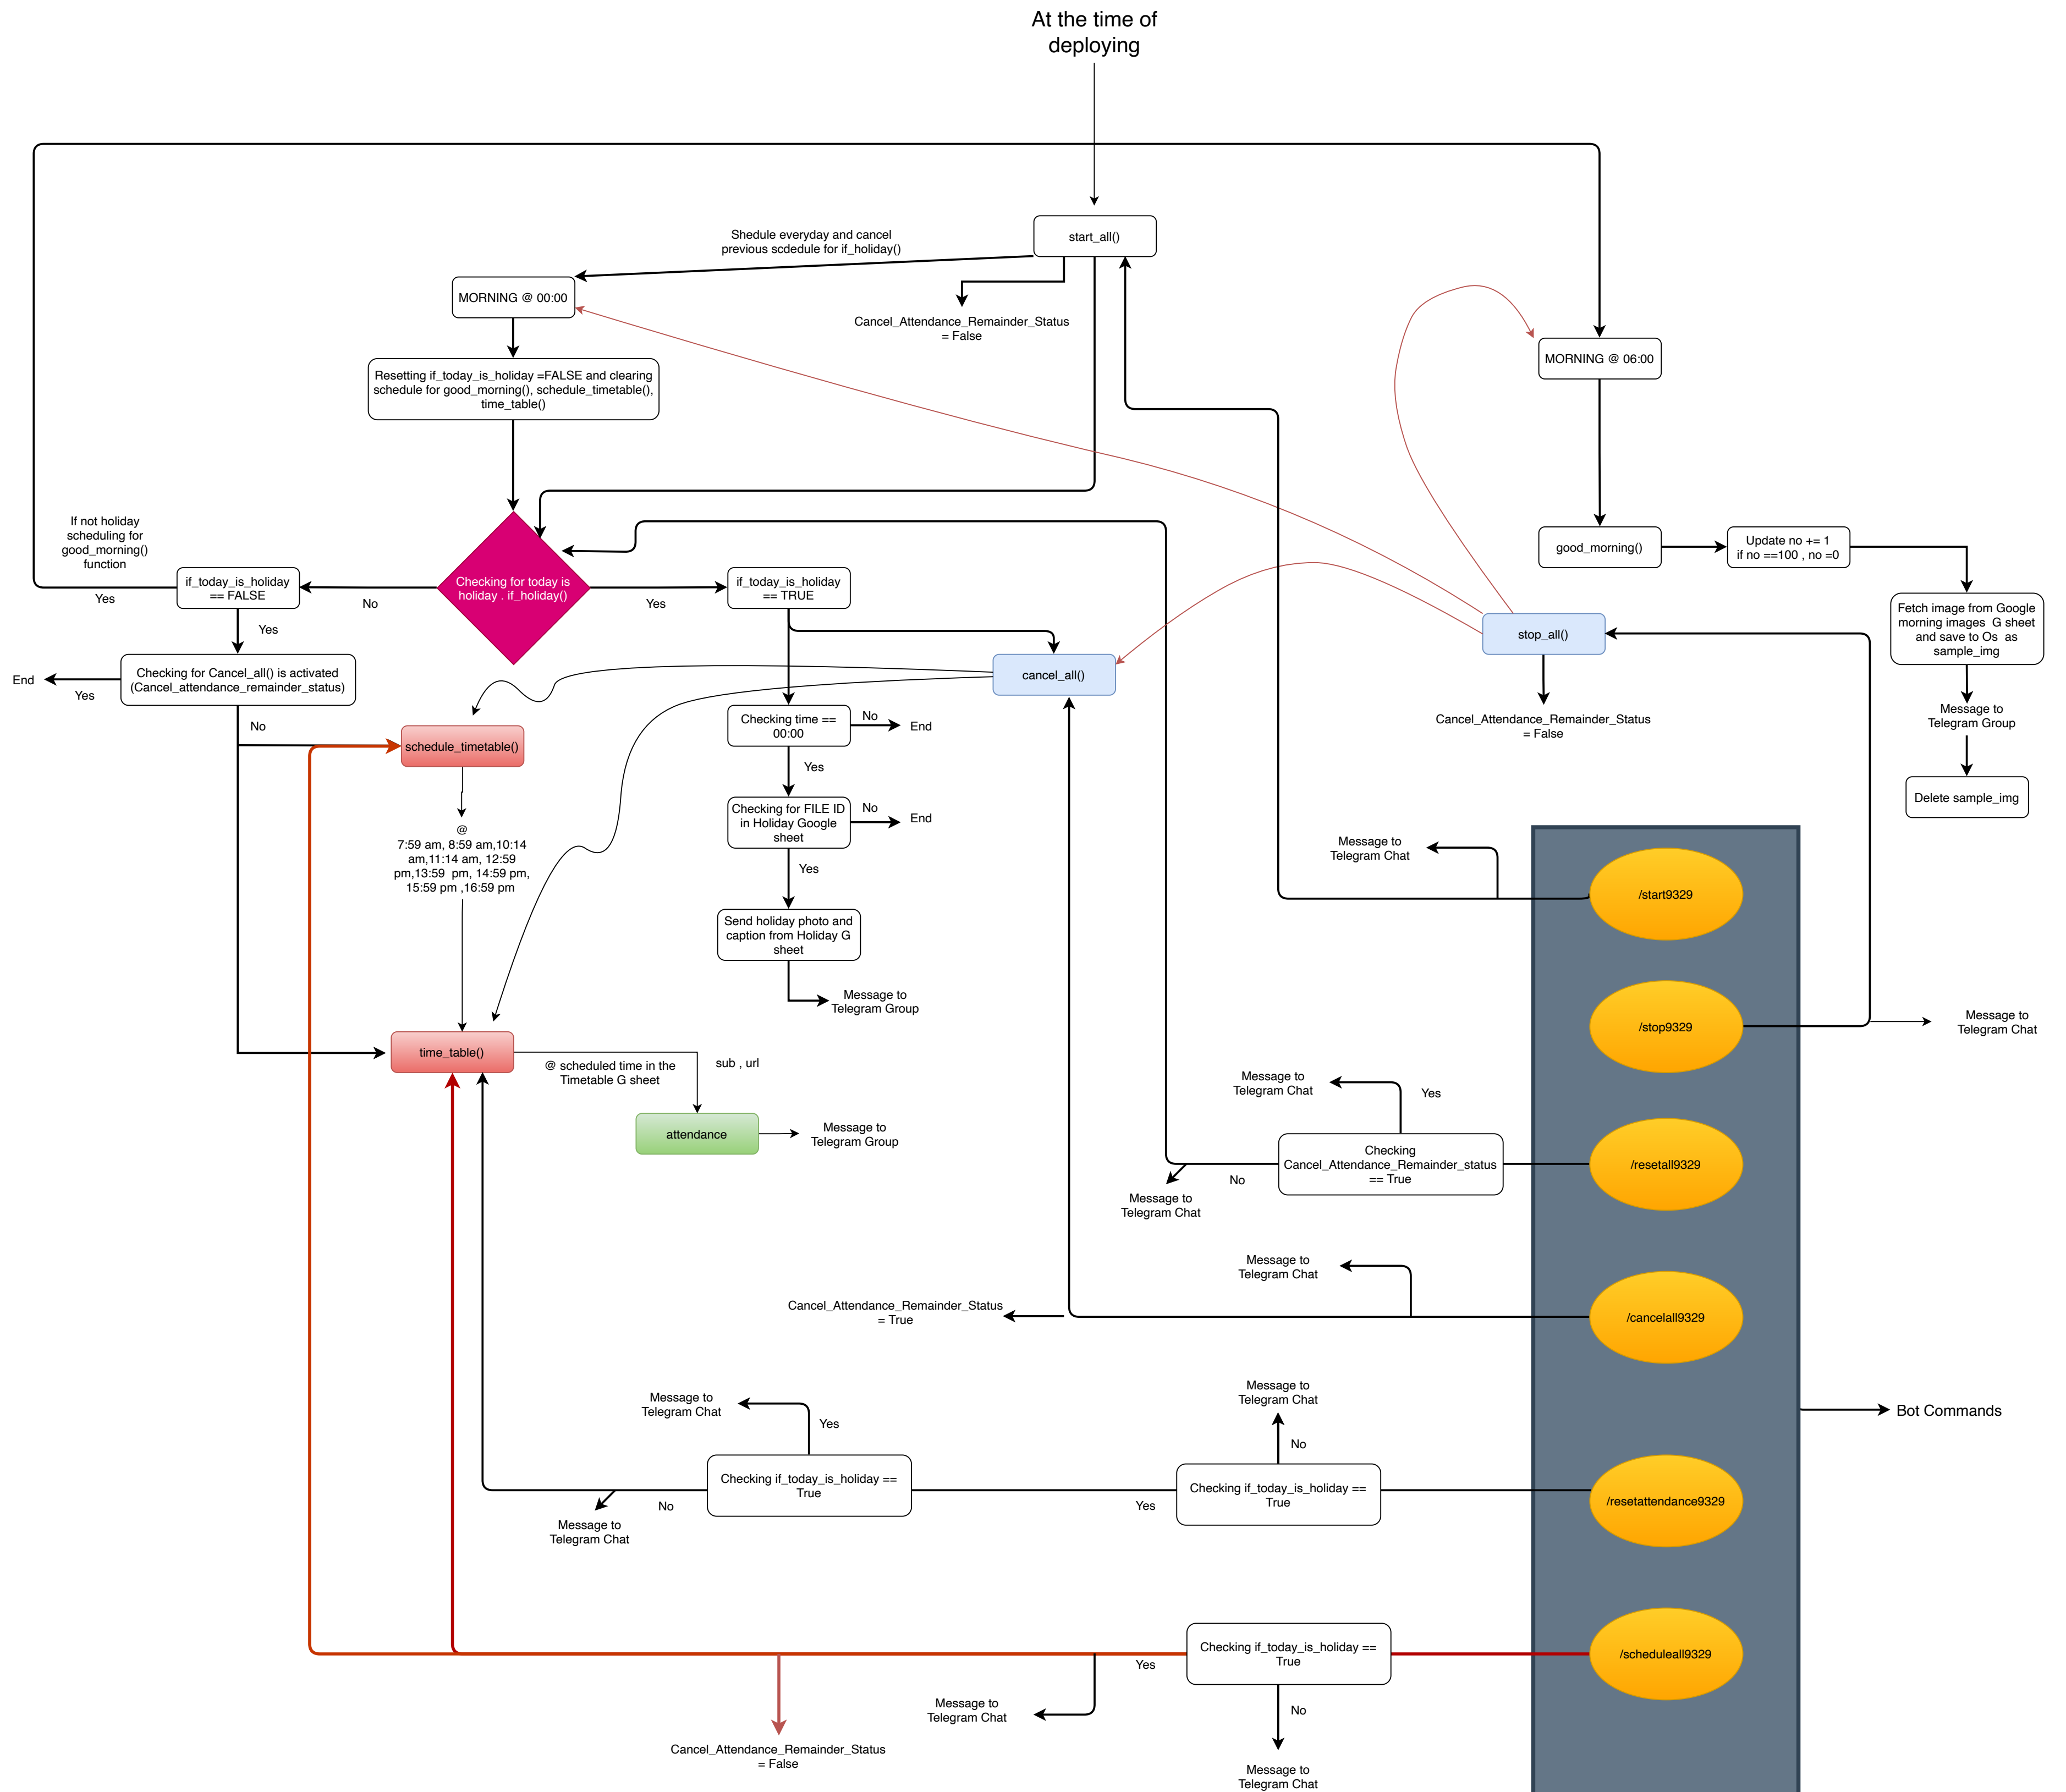 At the time of
deploying
start_all()
Shedule everyday and cancel
previous scdedule for if_holiday()
MORNING @ 00:00
Cancel_Attendance_Remainder_Status
= False
MORNING @ 06:00
Resetting if_today_is_holiday =FALSE and clearing
schedule for good_morning(), schedule_timetable(),
time_table()
If not holiday
scheduling for
good_morning()
function
good_morning()
Update no += 1
if no ==100 , no =0
Checking for today is
holiday . if_holiday()
if_today_is_holiday
== FALSE
if_today_is_holiday
== TRUE
Yes
No
Yes
Yes
Fetch image from Google
morning images  G sheet
and save to Os  as
sample_img
stop_all()
Checking for Cancel_all() is activated
(Cancel_attendance_remainder_status)
End
Yes
cancel_all()
No
Checking time ==
00:00
No
End
Cancel_Attendance_Remainder_Status
= False
Message to
Telegram Group
schedule_timetable()
Yes
Delete sample_img
Checking for FILE ID
in Holiday Google
sheet
No
End
@
7:59 am, 8:59 am,10:14
am,11:14 am, 12:59
pm,13:59  pm, 14:59 pm,
15:59 pm ,16:59 pm
Yes
Message to
Telegram Chat
/start9329
Send holiday photo and
caption from Holiday G
sheet
Message to
Telegram Group
/stop9329
Message to
Telegram Chat
time_table()
@ scheduled time in the
Timetable G sheet
sub , url
attendance
Message to
Telegram Group
Message to
Telegram Chat
Yes
Checking
Cancel_Attendance_Remainder_status
== True
/resetall9329
No
Message to
Telegram Chat
Message to
Telegram Chat
Cancel_Attendance_Remainder_Status
= True
/cancelall9329
Message to
Telegram Chat
Yes
Message to
Telegram Chat
No
Bot Commands
Checking if_today_is_holiday ==
True
Checking if_today_is_holiday ==
True
/resetattendance9329
No
Yes
Message to
Telegram Chat
Checking if_today_is_holiday ==
True
/scheduleall9329
Yes
Message to
Telegram Chat
No
Cancel_Attendance_Remainder_Status
= False
Message to
Telegram Chat